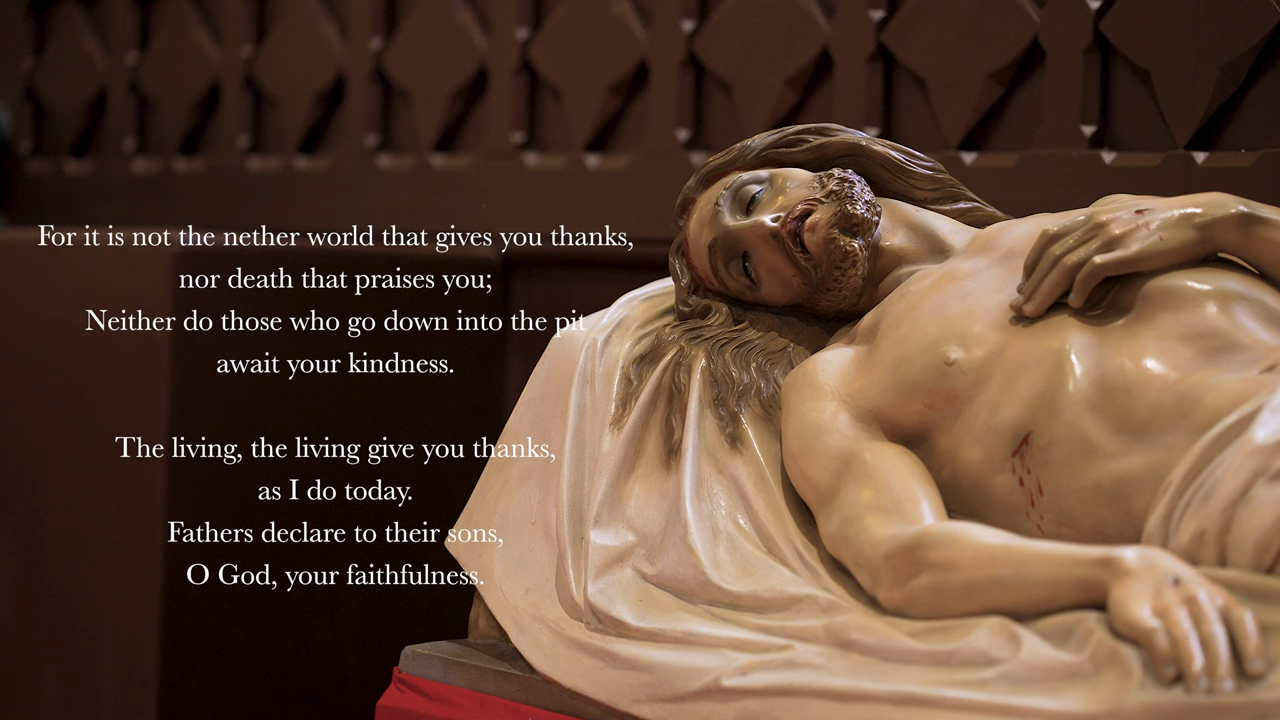 For it is not the nether world that gives you thanks,
nor death that praises you;
Neither do those who go down into the pit
await your kindness.
The living, the living give you thanks,
as I do today.
Fathers declare to their sons,
O God, your faithfulness.